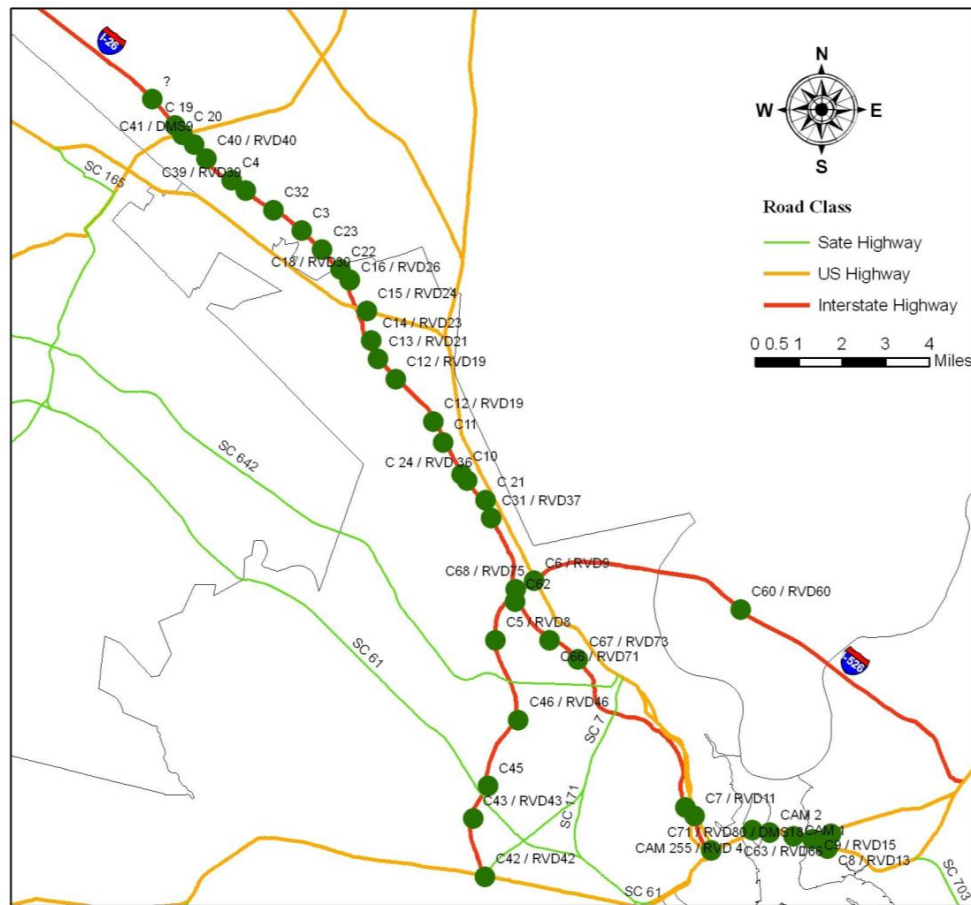 I-26
?
C 19
C 20
C41 / DMS9
C40 / RVD40
C39 / RVD39
C4
SC 165
C32
C3
C23
C22
C18 / RVD30
C16 / RVD26
C15 / RVD24
C14 / RVD23
C13 / RVD21
C12 / RVD19
C12 / RVD19
C11
C10
C 24 / RVD 36
C 21
C31 / RVD37
SC 642
C6 / RVD9
C68 / RVD75
C62
C60 / RVD60
C5 / RVD8
C67 / RVD73
C66 / RVD71
SC 61
I-526
C46 / RVD46
SC 7
C45
C43 / RVD43
SC 171
C7 / RVD11
CAM 2
C71 / RVD80 / DMS18
CAM 1
CAM 255 / RVD 4
C63 / RVD66
C9 / RVD15
C8 / RVD13
C42 / RVD42
SC 61
SC 703
N
W
E
S
Road Class
Sate Highway
US Highway
Interstate Highway
0 0.5 1 2 3 4
Miles